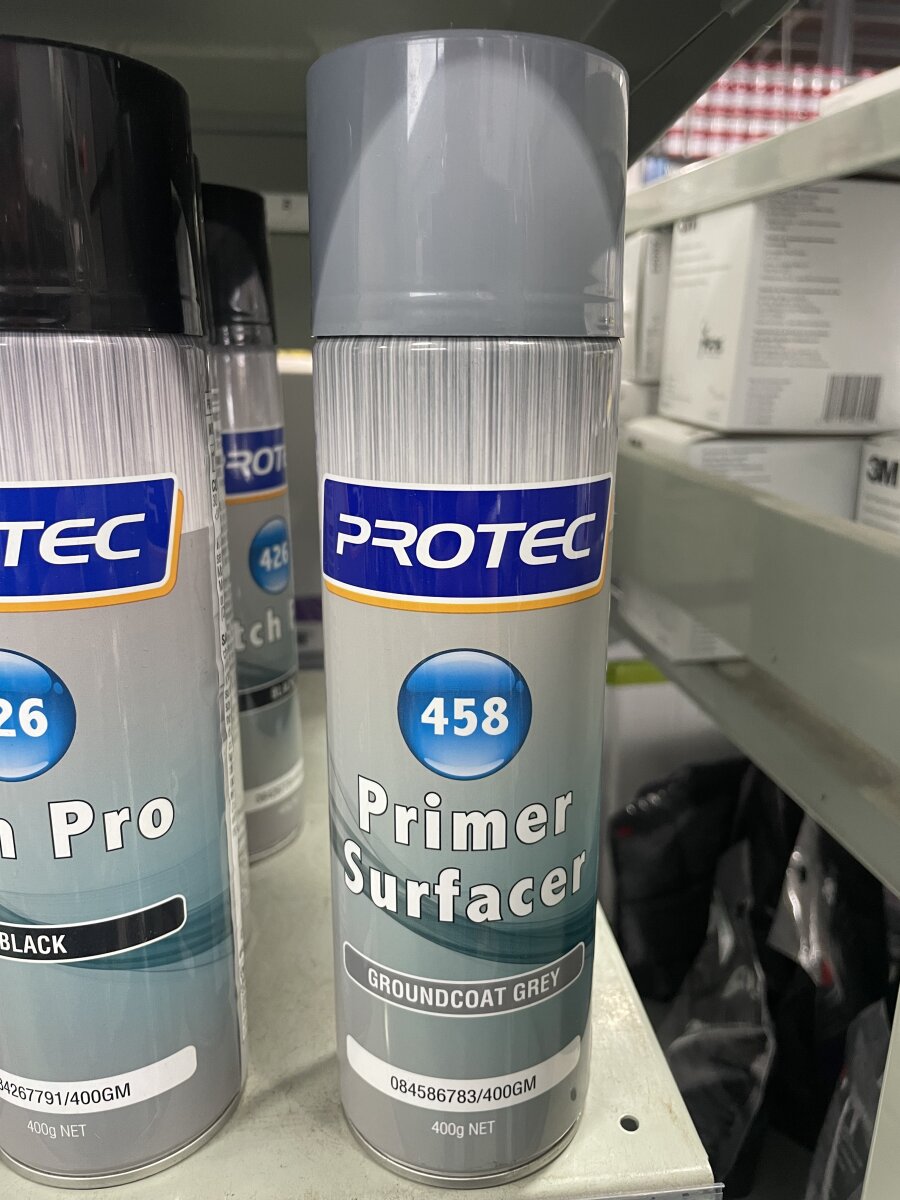 PROTEC
458
Primer
Surfacer
GROUNDCOAT GREY
084586783/400GM
400g NET
TEC
26
Pro
BLACK
84267791/400GM
400g NET
PROT
426
tch
3M